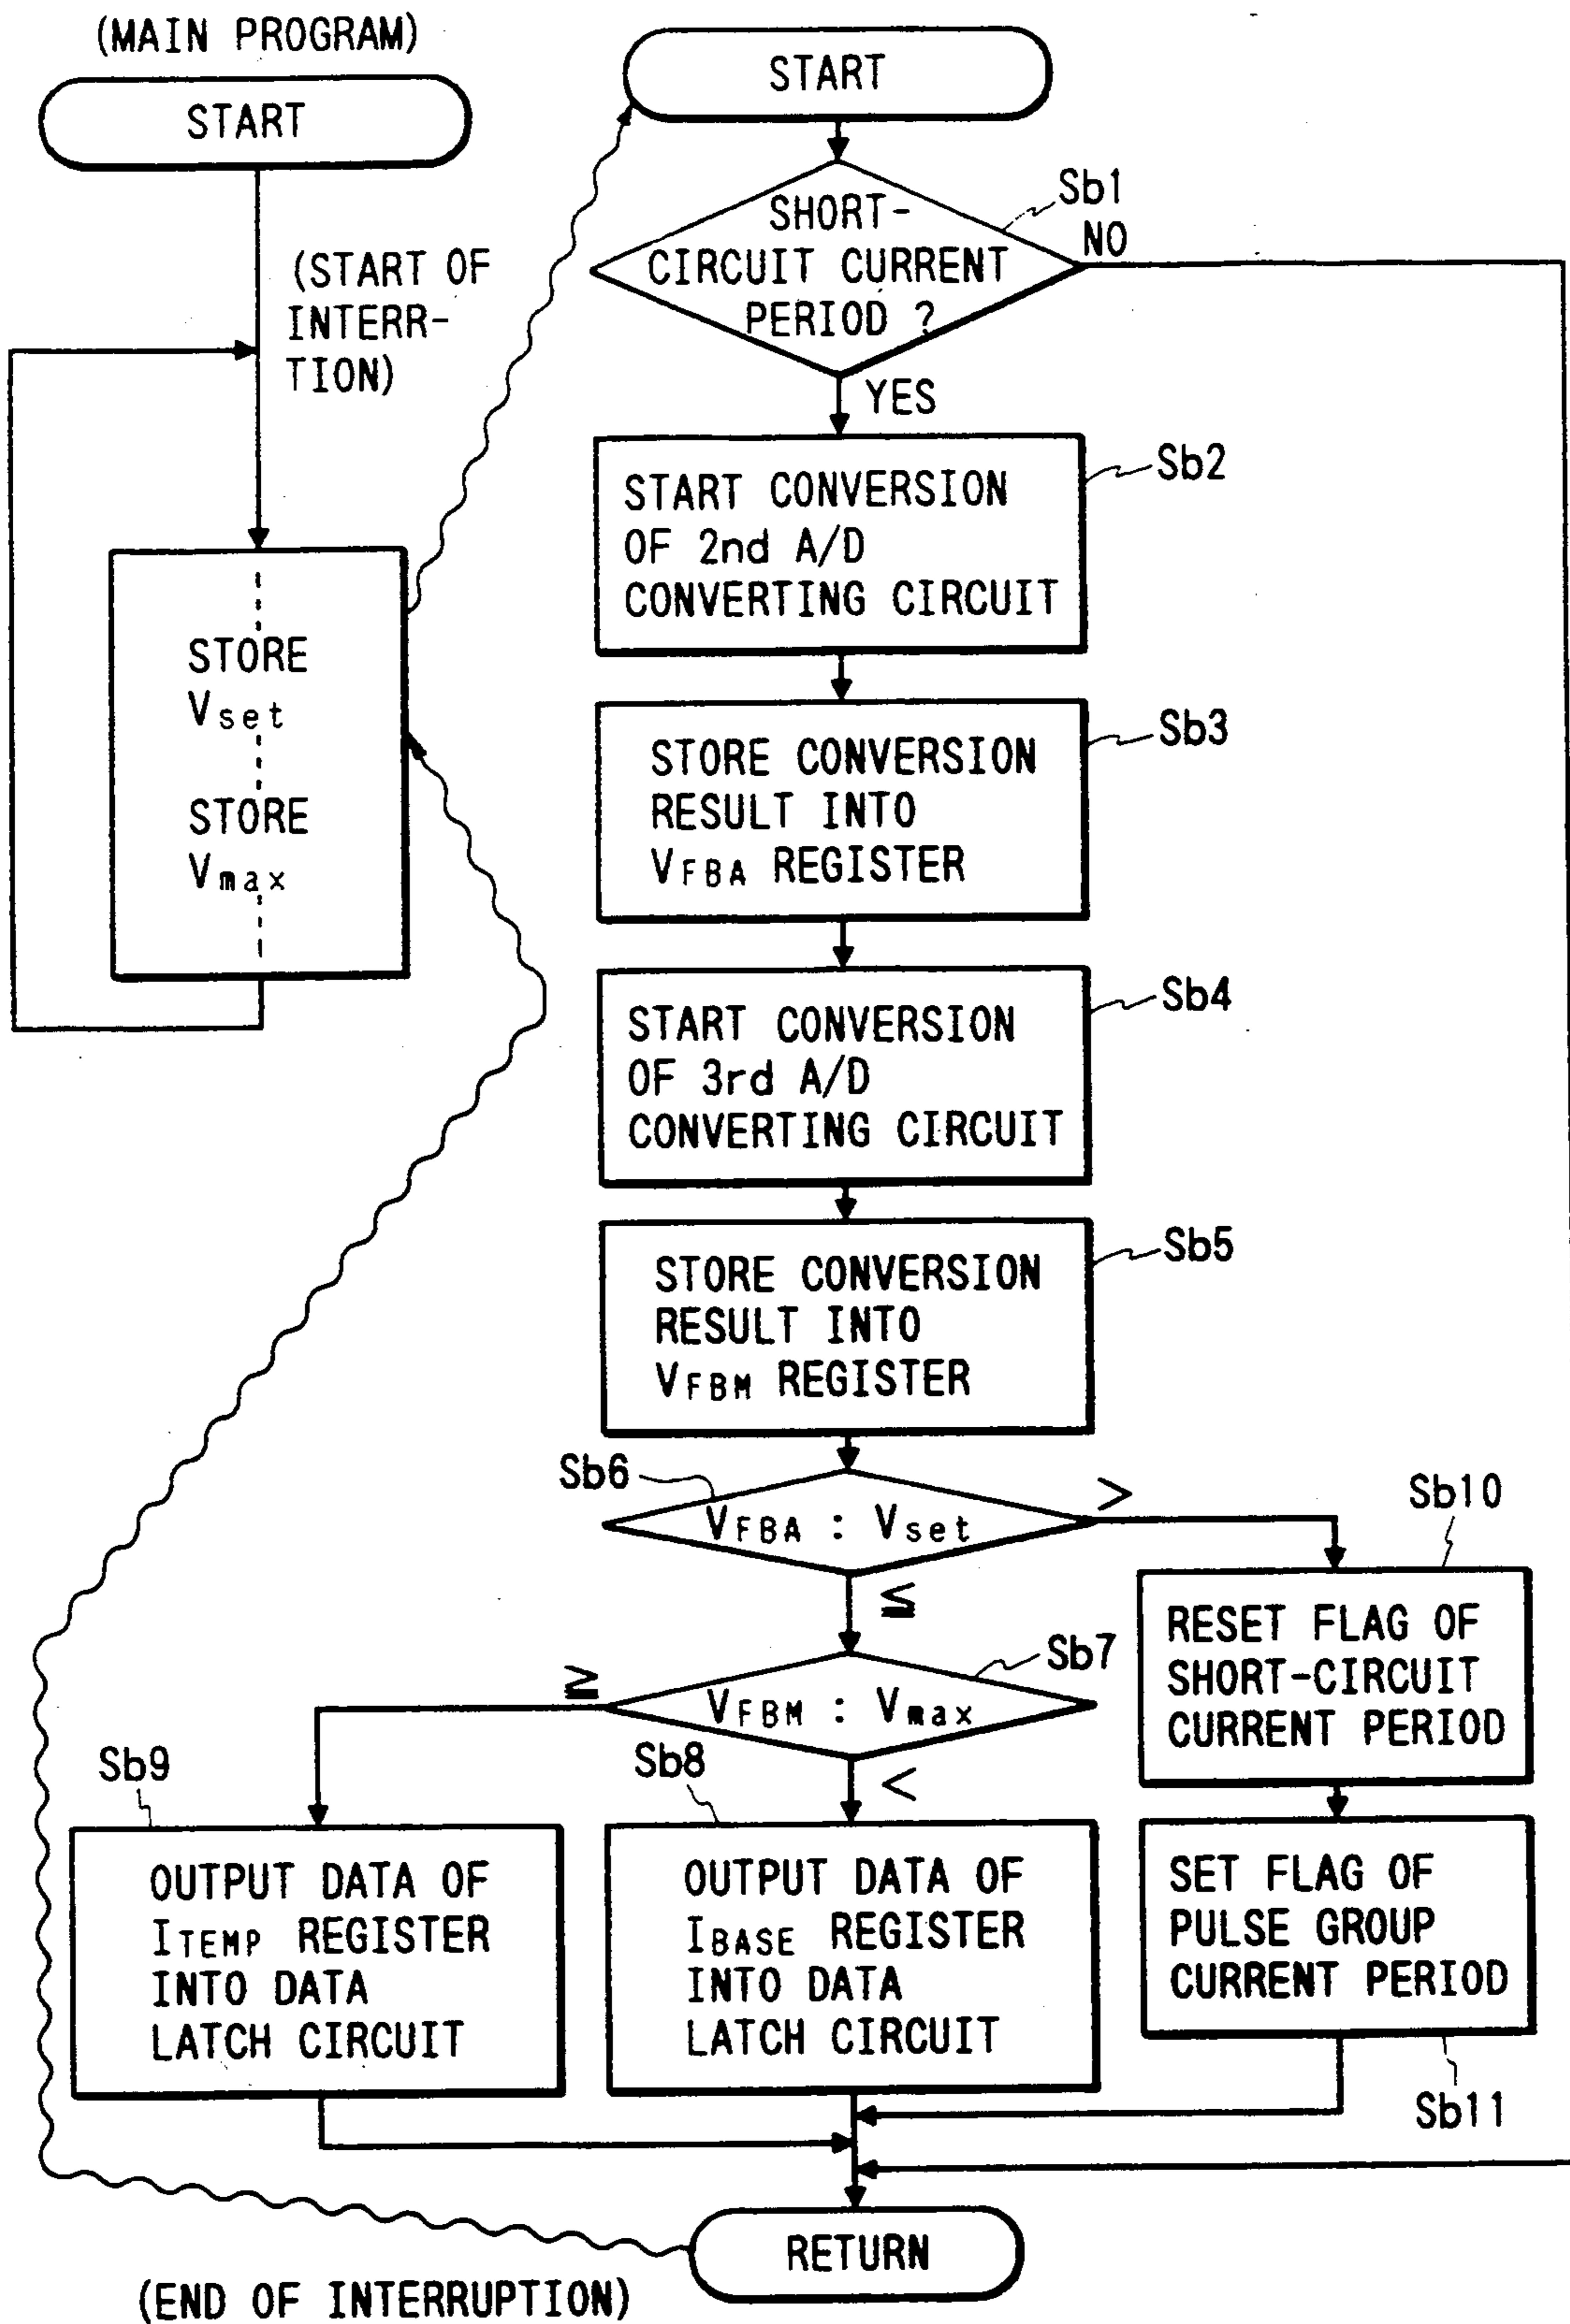 (MAIN PROGRAM)
START
(START OF
INTERR-
TION)
STORE
Vset
STORE
Vmax
START
SHORT-
CIRCUIT CURRENT
PERIOD ?
Sb1
NO
YES
START CONVERSION
OF 2nd A/D
CONVERTING CIRCUIT
Sb2
STORE CONVERSION
RESULT INTO
VFBA REGISTER
Sb3
START CONVERSION
OF 3rd A/D
CONVERTING CIRCUIT
Sb4
STORE CONVERSION
RESULT INTO
VFBM REGISTER
Sb5
Sb6
VFBA : Vset
>
≦
Sb7
VFBM : Vmax
≧
<
Sb10
RESET FLAG OF
SHORT-CIRCUIT
CURRENT PERIOD
Sb9
OUTPUT DATA OF
ITEMP REGISTER
INTO DATA
LATCH CIRCUIT
Sb8
OUTPUT DATA OF
IBASE REGISTER
INTO DATA
LATCH CIRCUIT
SET FLAG OF
PULSE GROUP
CURRENT PERIOD
Sb11
RETURN
(END OF INTERRUPTION)